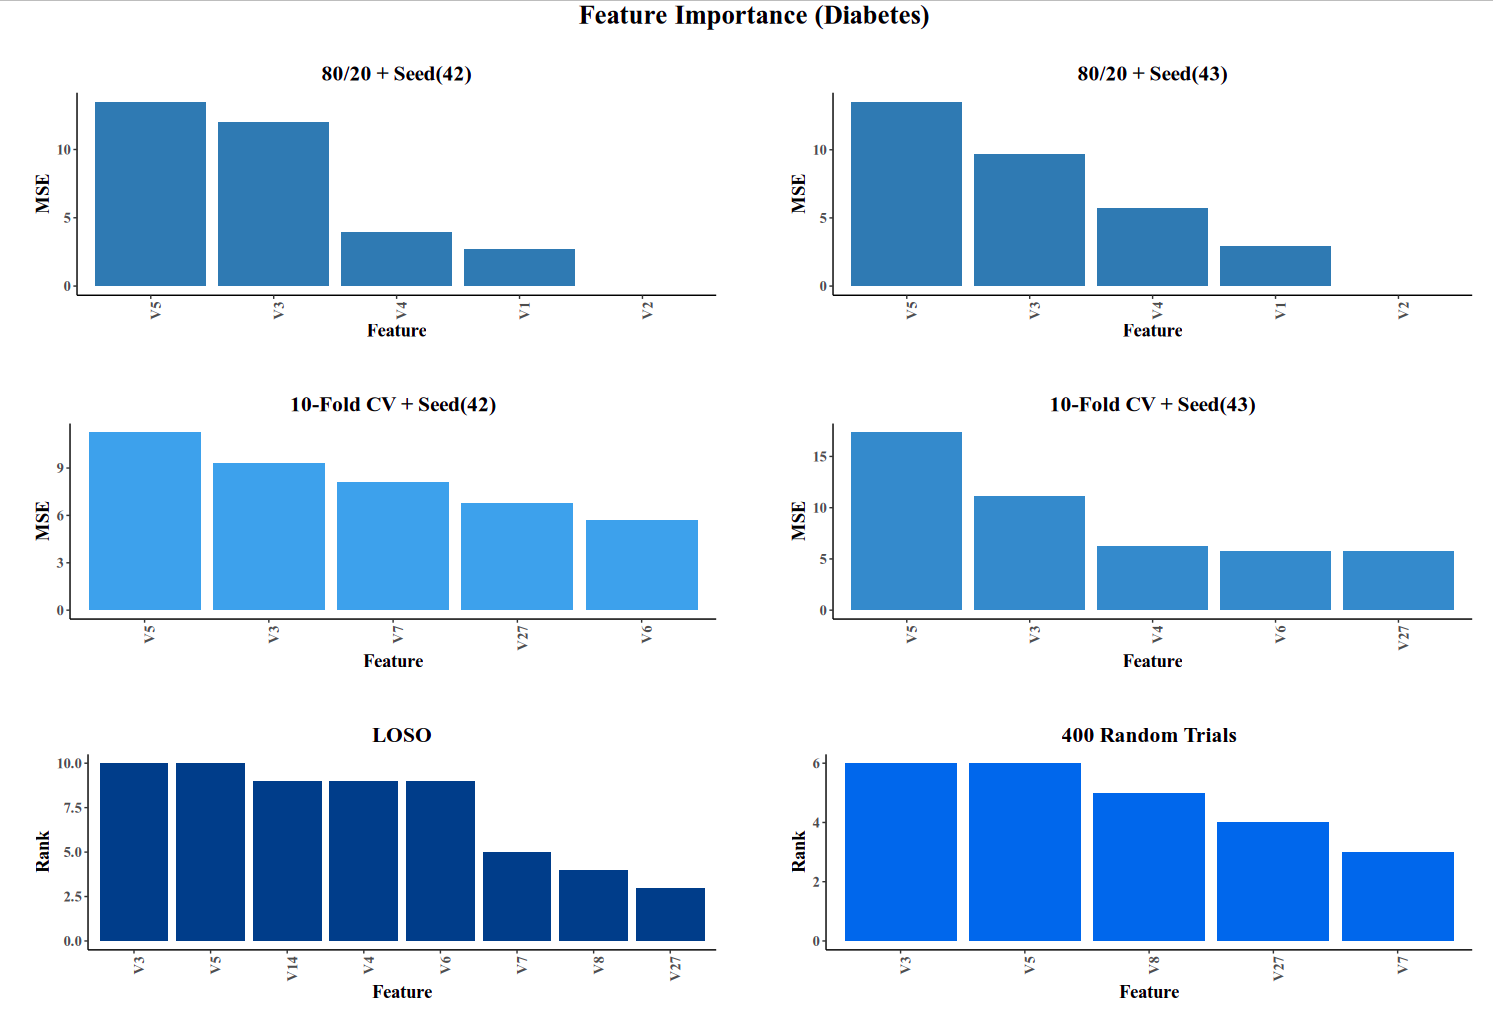 Feature Importance (Diabetes)
80/20 + Seed(42)
MSE
10
5
0
V5 V3 V4 V1 V2
Feature
80/20 + Seed(43)
MSE
10
5
0
V5 V3 V4 V1 V2
Feature
10-Fold CV + Seed(42)
MSE
9
6
3
0
V5 V3 V7 V27 V6
Feature
10-Fold CV + Seed(43)
MSE
15
10
5
0
V5 V3 V4 V6 V27
Feature
LOSO
Rank
10.0
7.5
5.0
2.5
0.0
V3 V5 V14 V4 V6 V7 V8 V27
Feature
400 Random Trials
Rank
6
4
2
0
V3 V5 V8 V27 V7
Feature